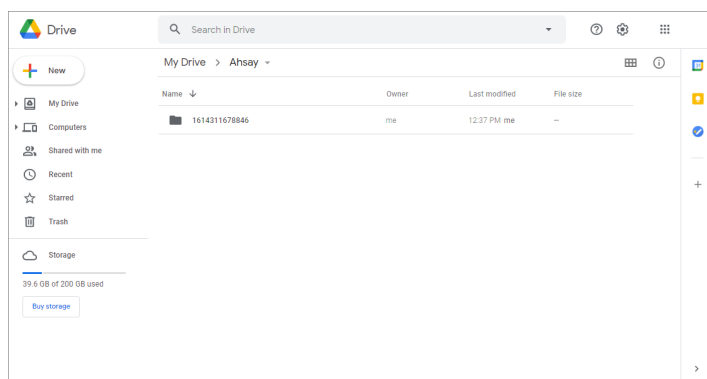 Drive
Search in Drive
New
My Drive > Ahsay
Name
Owner
Last modified
File size
1614311678846
me
12:37 PM me
–
My Drive
Computers
Shared with me
Recent
Starred
Trash
Storage
39.6 GB of 200 GB used
Buy storage